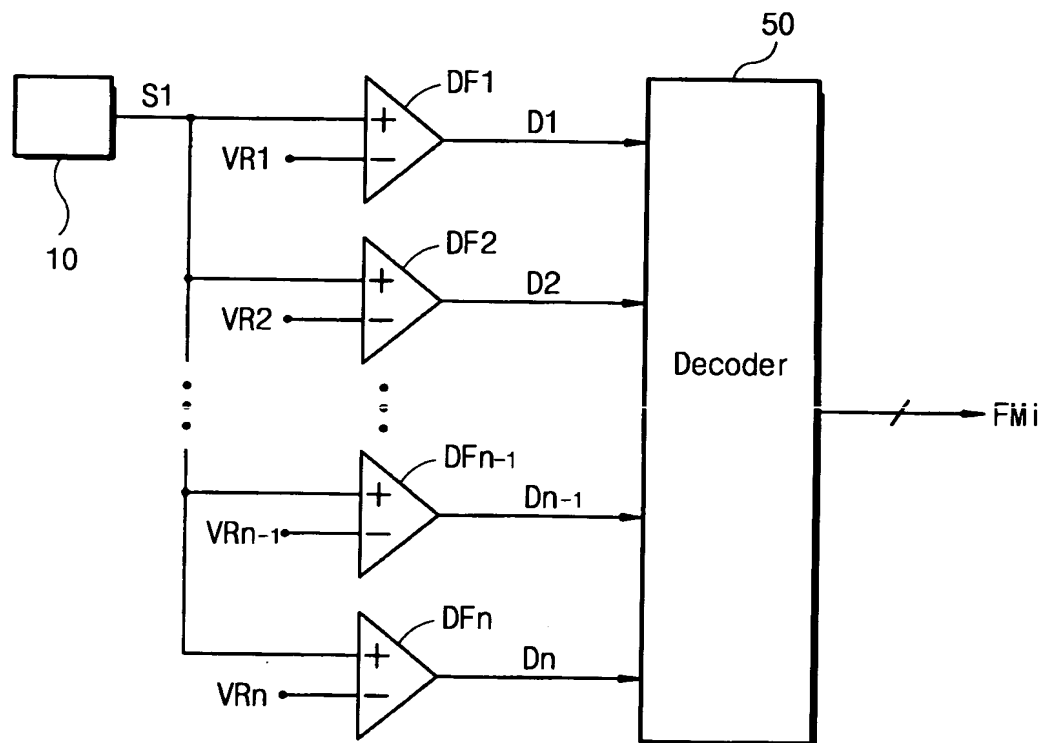 50
S1
DF1
+
D1
VR1
−
10
DF2
+
D2
VR2
−
Decoder
FMi
DFn-1
+
Dn-1
VRn-1
−
DFn
+
Dn
VRn
−